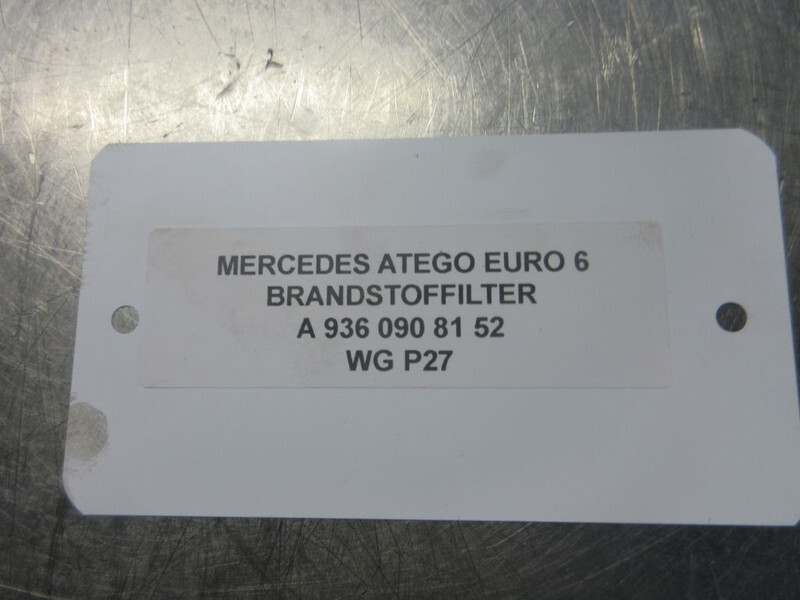 MERCEDES ATEGO EURO 6
BRANDSTOFFILTER
A 936 090 81 52
WG P27